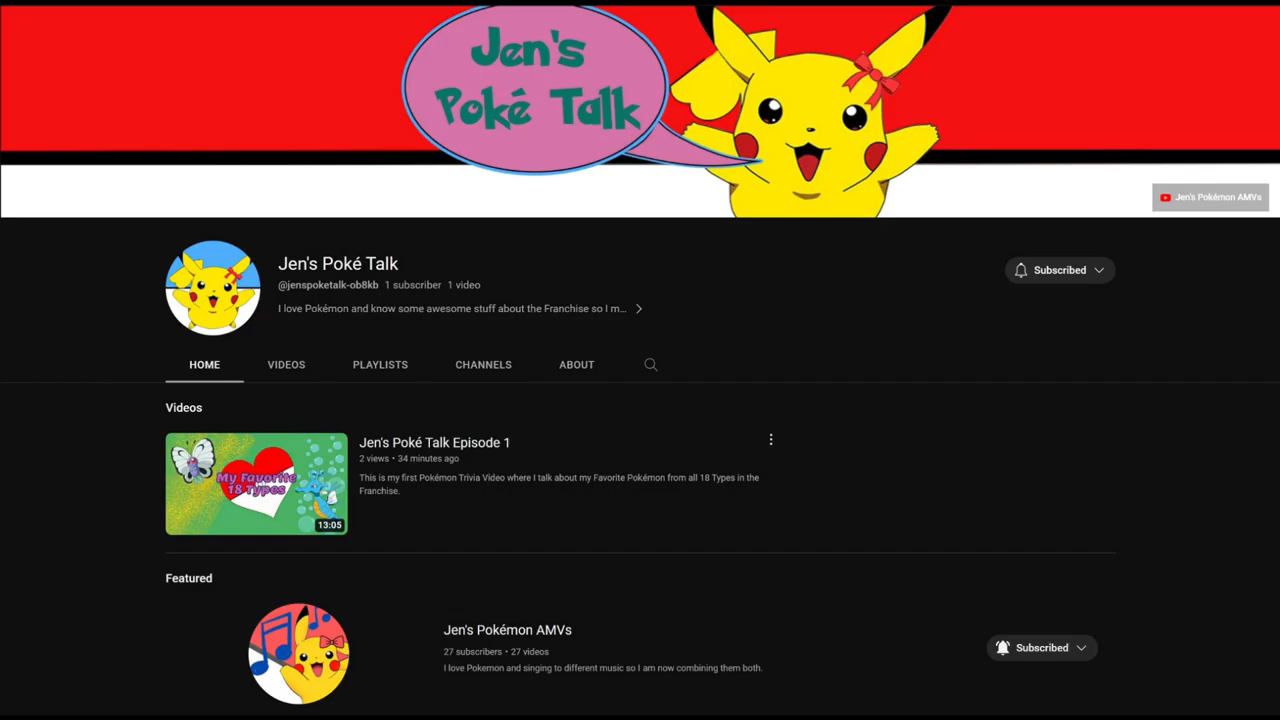 Jen's
Poké Talk
Jen's Pokémon AMVs
Jen's Poké Talk
@jenspoketalk-ob8kb 1 subscriber 1 video
I love Pokémon and know some awesome stuff about the Franchise so I m...
Subscribed
HOME VIDEOS PLAYLISTS CHANNELS ABOUT
Videos
My Favorite
18 Types
13:05
Jen's Poké Talk Episode 1
2 views • 34 minutes ago
This is my first Pokémon Trivia Video where I talk about my Favorite Pokémon from all 18 Types in the
Franchise.
Featured
Jen's Pokémon AMVs
27 subscribers • 27 videos
I love Pokemon and singing to different music so I am now combining them both.
Subscribed